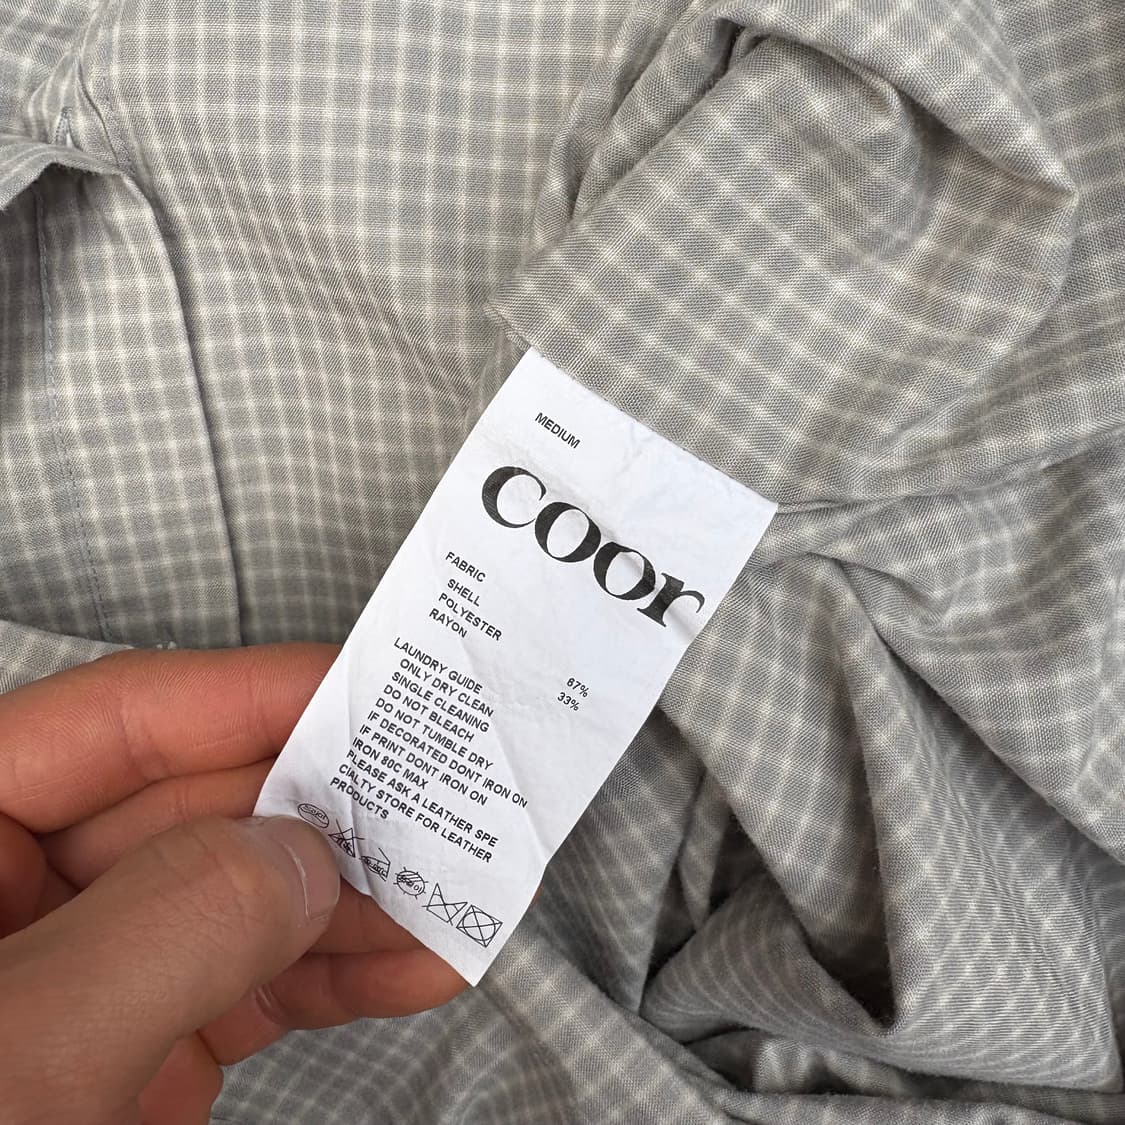 MEDIUM
coor
FABRIC
SHELL
POLYESTER 67%
RAYON 33%
LAUNDRY GUIDE
ONLY DRY CLEAN
SINGLE CLEANING
DO NOT BLEACH
DO NOT TUMBLE DRY
IF DECORATED DONT IRON ON
IF PRINT DONT IRON ON
IRON 80C MAX
PLEASE ASK A LEATHER SPE
CIALTY STORE FOR LEATHER
PRODUCTS